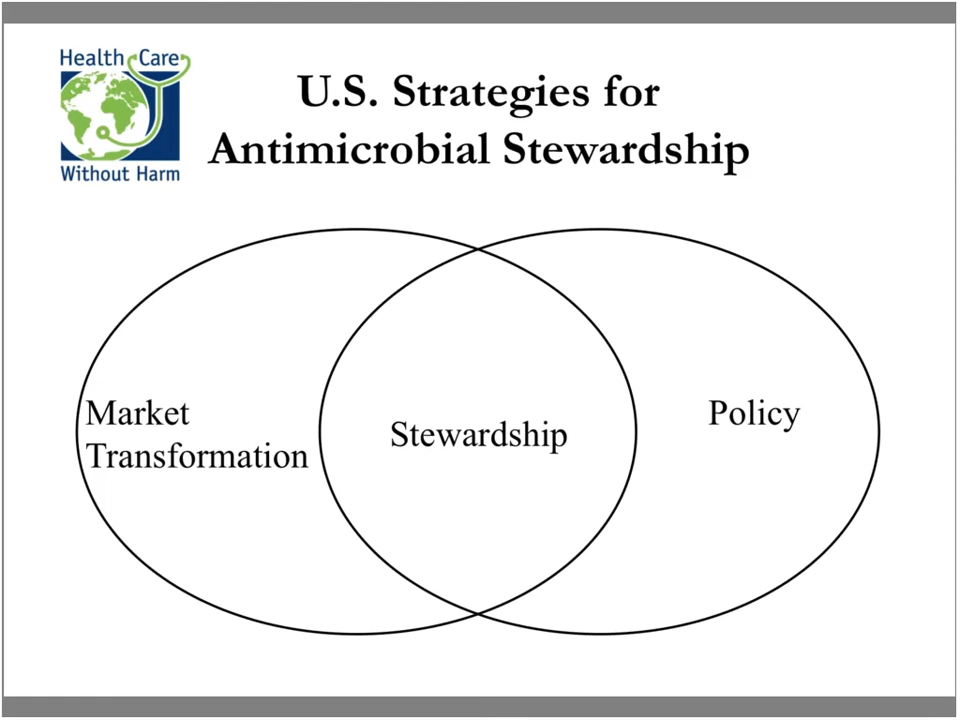 Health Care
Without Harm
U.S. Strategies for
Antimicrobial Stewardship
Market
Transformation
Stewardship
Policy